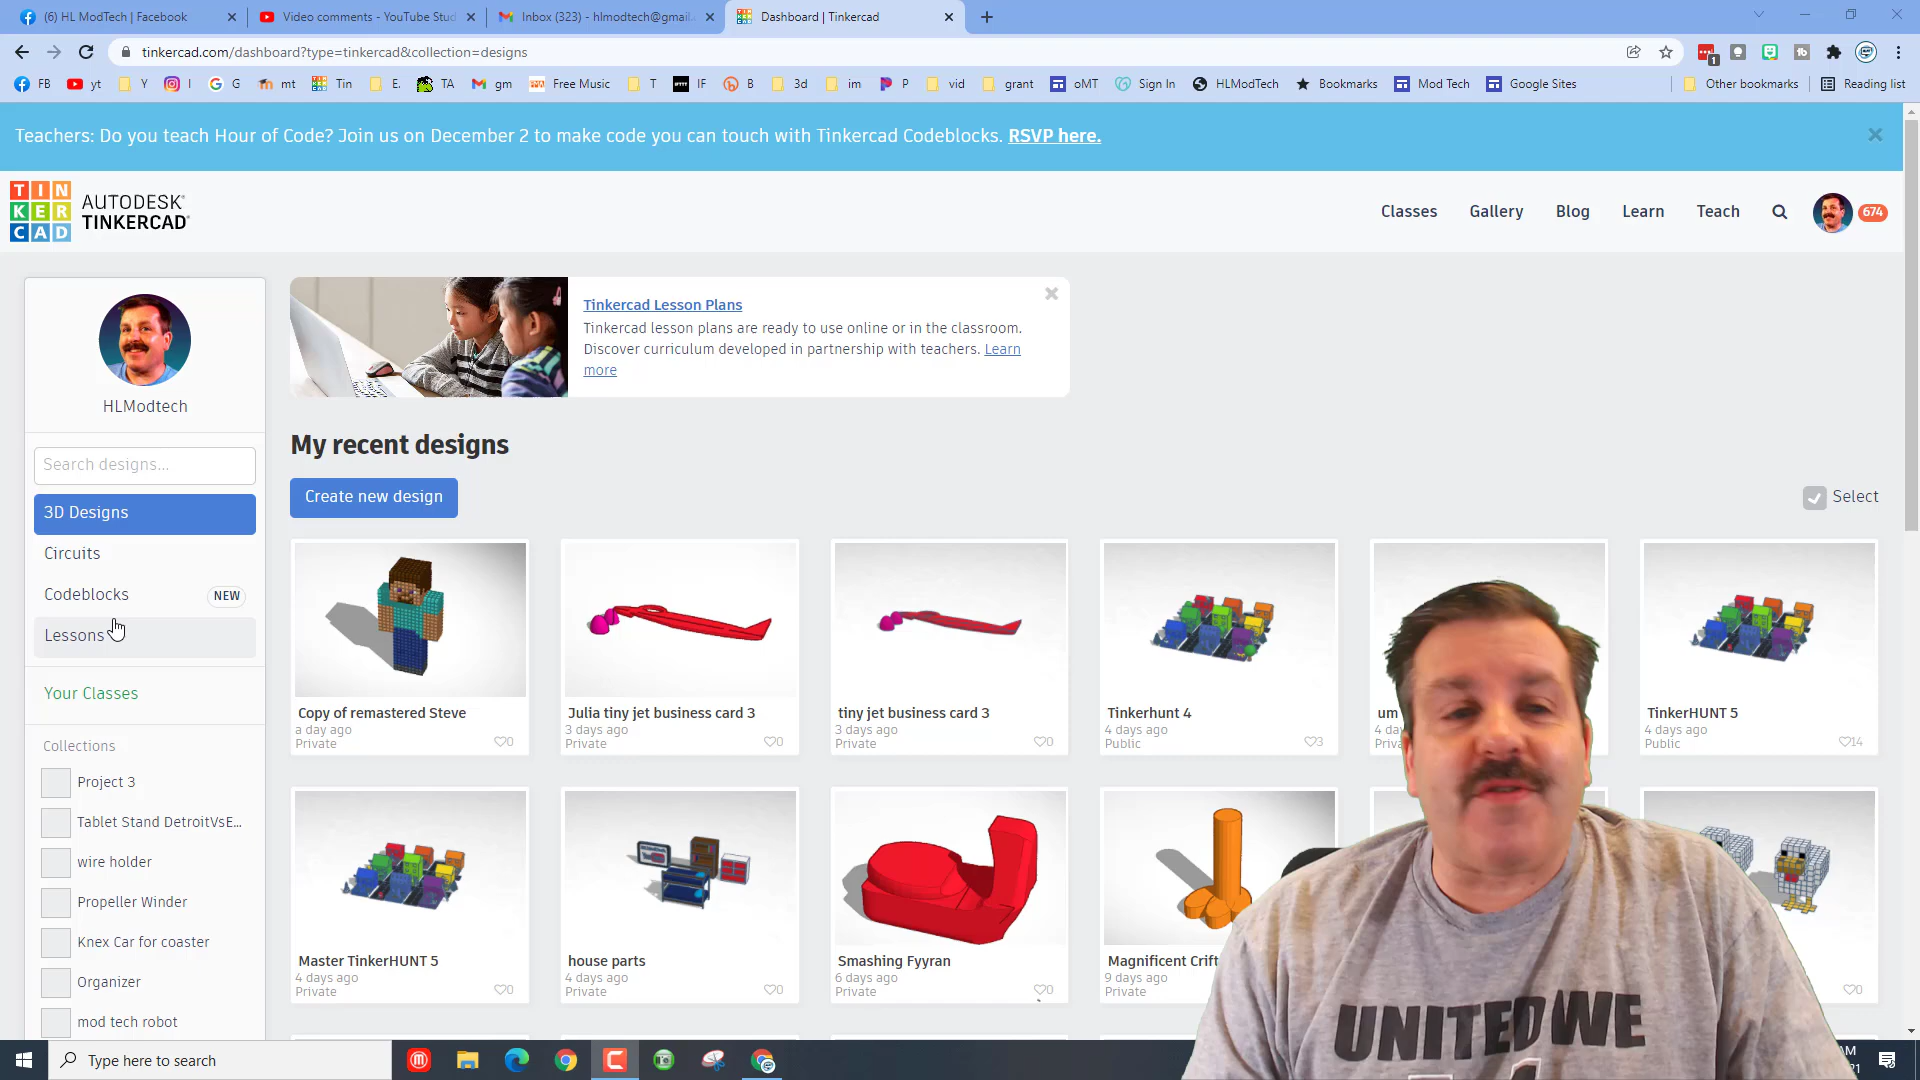 (6) HL ModTech | Facebook
Video comments - YouTube Stud
Inbox (323) - hlmodtech@gmail.
Dashboard | Tinkercad
tinkercad.com/dashboard?type=tinkercad&collection=designs
FB
yt
Y
I
G
mt
Tin
E.
TA
gm
Free Music
T
IF
B
3d
im
P
vid
grant
oMT
Sign In
HLModTech
Bookmarks
Mod Tech
Google Sites
Other bookmarks
Reading list
Teachers: Do you teach Hour of Code? Join us on December 2 to make code you can touch with Tinkercad Codeblocks. RSVP here.
TIN
KER
CAD
AUTODESK®
TINKERCAD®
Classes
Gallery
Blog
Learn
Teach
674
HLModtech
Search designs...
3D Designs
Circuits
Codeblocks
NEW
Lessons
Your Classes
Collections
Project 3
Tablet Stand DetroitVsE...
wire holder
Propeller Winder
Knex Car for coaster
Organizer
mod tech robot
Tinkercad Lesson Plans
Tinkercad lesson plans are ready to use online or in the classroom.
Discover curriculum developed in partnership with teachers. Learn
more
My recent designs
Create new design
Select
Copy of remastered Steve
a day ago
Private
0
Julia tiny jet business card 3
3 days ago
Private
0
tiny jet business card 3
3 days ago
Private
0
Tinkerhunt 4
4 days ago
Public
3
um
4 day
Priva
TinkerHUNT 5
4 days ago
Public
14
Master TinkerHUNT 5
4 days ago
Private
0
house parts
4 days ago
Private
0
Smashing Fyyran
6 days ago
Private
0
Magnificent Crift
9 days ago
Private
0
UNITED WE
Type here to search